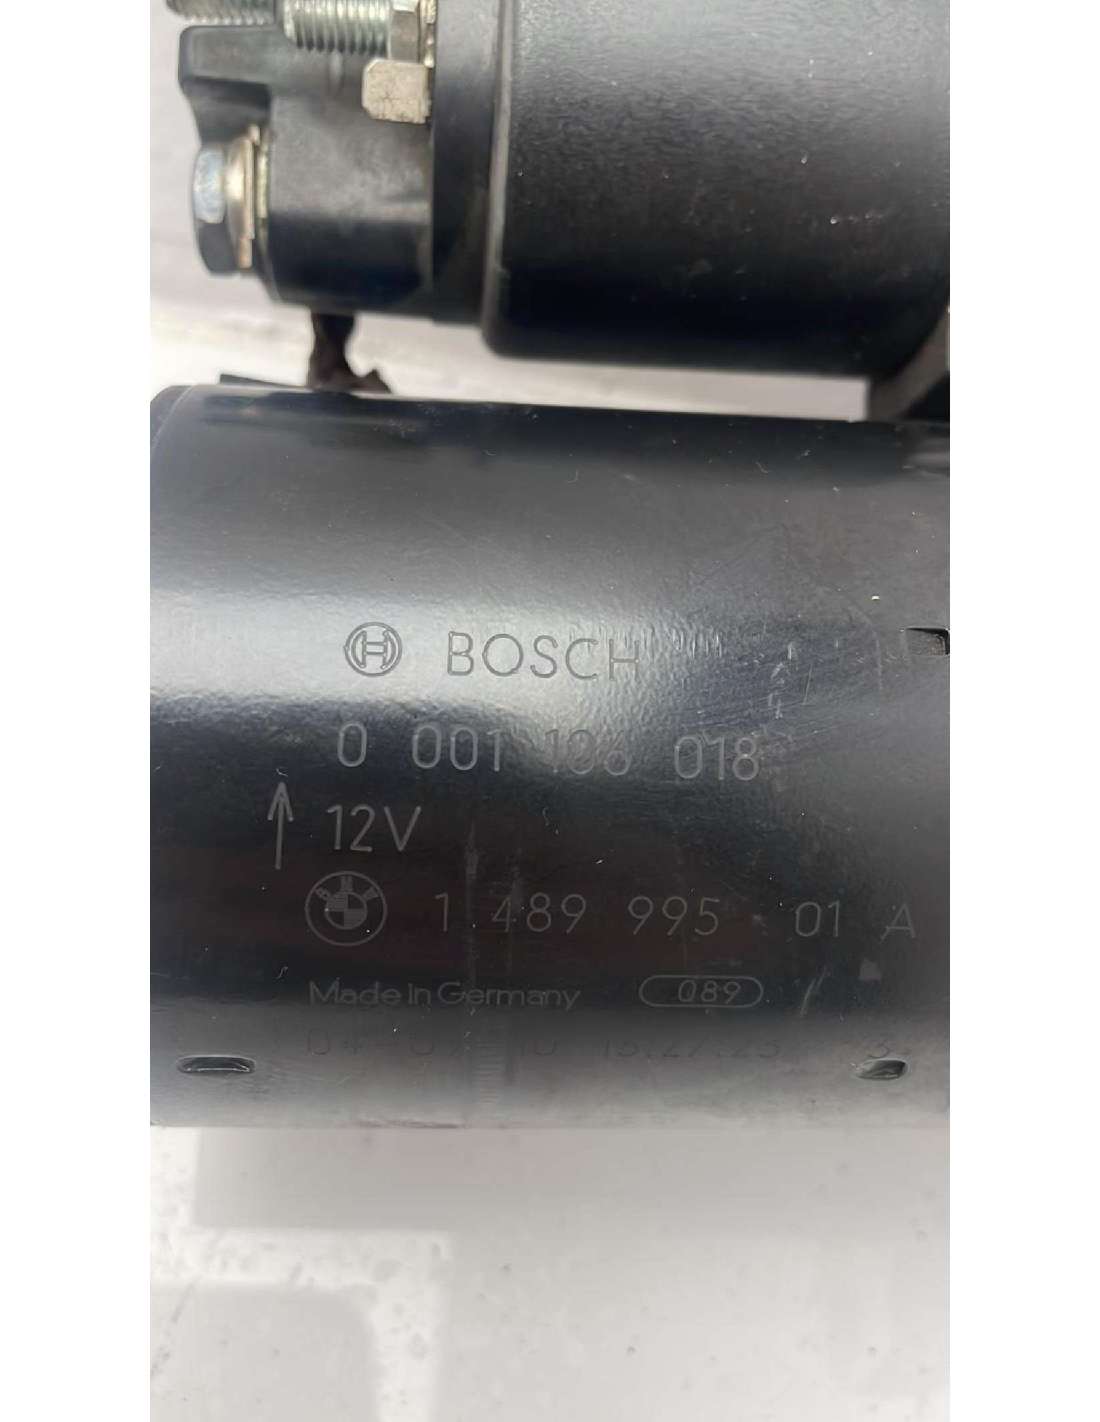 BOSCH
0 001 106 018
12V
1 489 995 01 A
Made in Germany 089